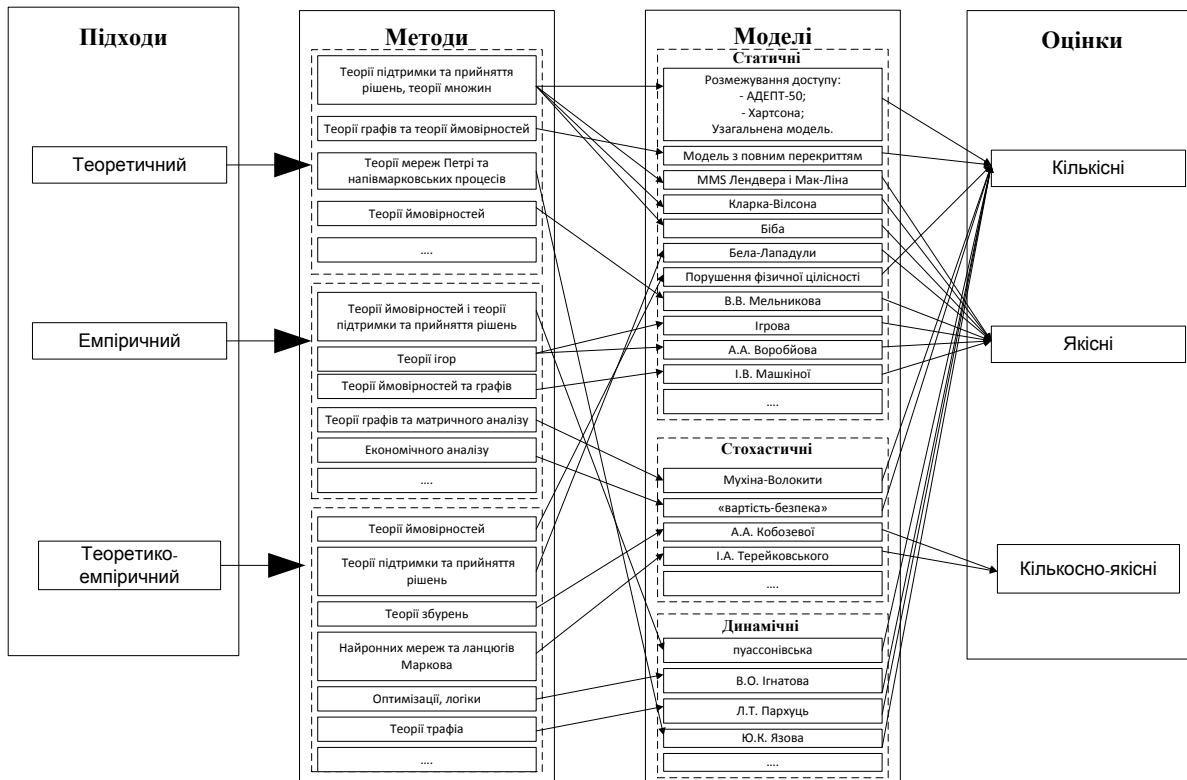 Підходи
Теоретичний
Емпіричний
Теоретико-
емпіричний
Методи
Теорії підтримки та прийняття
рішень, теорії множин
Теорії графів та теорії ймовірностей
Теорії мереж Петрі та
напівмарковських процесів
Теорії ймовірностей
....
Теорії ймовірностей і теорії
підтримки та прийняття рішень
Теорії ігор
Теорії ймовірностей та графів
Теорії графів та матричного аналізу
Економічного аналізу
....
Теорії ймовірностей
Теорії підтримки та прийняття
рішень
Теорії збурень
Найронних мереж та ланцюгів
Маркова
Оптимізації, логіки
Теорії трафіа
....
Моделі
Статичні
Розмежування доступу:
- АДЕПТ-50;
- Хартсона;
Узагальнена модель.
Модель з повним перекриттям
MMS Лендвера і Мак-Ліна
Кларка-Вілсона
Біба
Бела-Лападули
Порушення фізичної цілісності
В.В. Мельникова
Ігрова
А.А. Воробйова
І.В. Машкіної
....
Стохастичні
Мухіна-Волокити
«вартість-безпека»
А.А. Кобозевої
І.А. Терейковського
....
Динамічні
пуассонівська
В.О. Ігнатова
Л.Т. Пархуць
Ю.К. Язова
....
Оцінки
Кількісні
Якісні
Кількосно-якісні